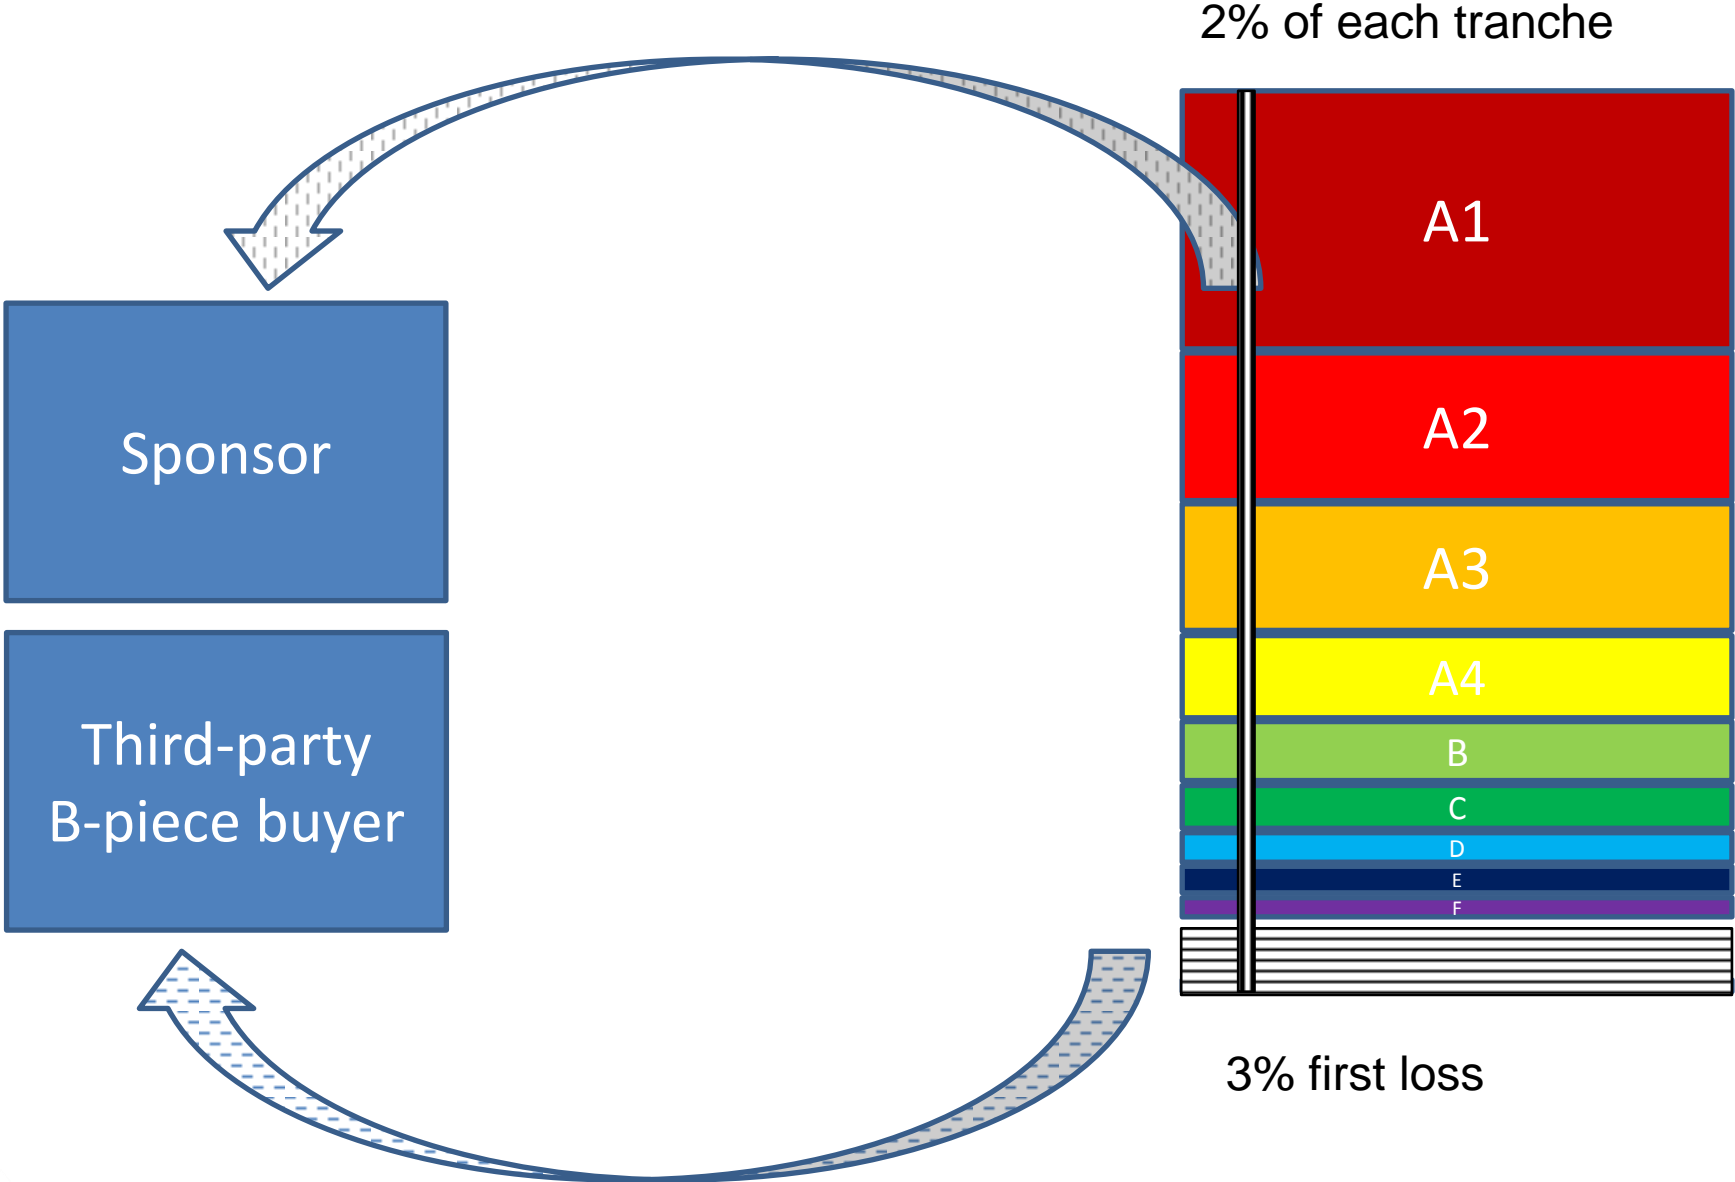 2% of each tranche
A1
A2
A3
A4
B
C
D
E
F
3% first loss
Sponsor
Third-party
B-piece buyer